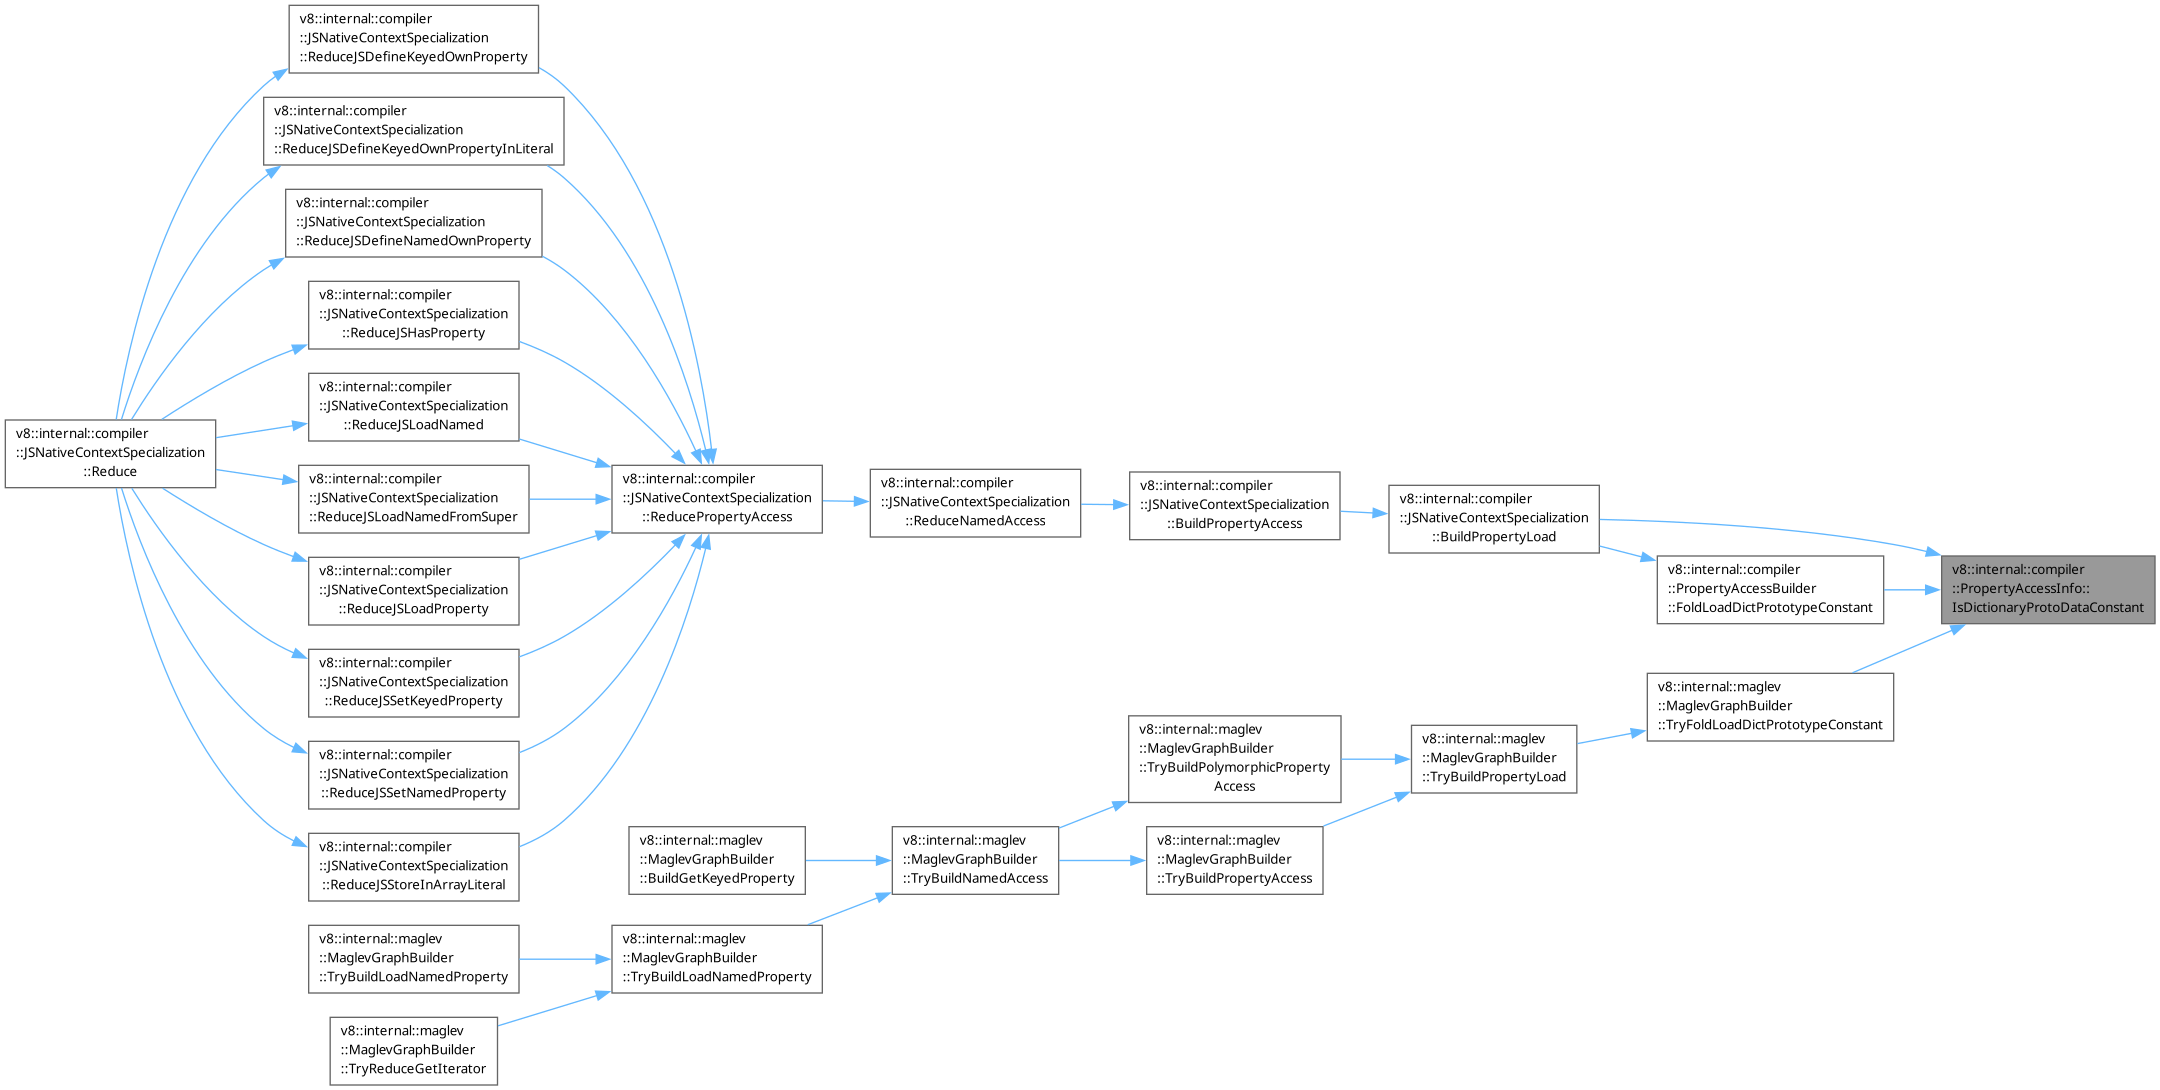 v8::internal::compiler
::JSNativeContextSpecialization
::ReduceJSDefineKeyedOwnProperty
v8::internal::compiler
::JSNativeContextSpecialization
::ReduceJSDefineKeyedOwnPropertyInLiteral
v8::internal::compiler
::JSNativeContextSpecialization
::ReduceJSDefineNamedOwnProperty
v8::internal::compiler
::JSNativeContextSpecialization
::ReduceJSHasProperty
v8::internal::compiler
::JSNativeContextSpecialization
::ReduceJSLoadNamed
v8::internal::compiler
::JSNativeContextSpecialization
::Reduce
v8::internal::compiler
::JSNativeContextSpecialization
::ReduceJSLoadNamedFromSuper
v8::internal::compiler
::JSNativeContextSpecialization
::ReducePropertyAccess
v8::internal::compiler
::JSNativeContextSpecialization
::ReduceNamedAccess
v8::internal::compiler
::JSNativeContextSpecialization
::BuildPropertyAccess
v8::internal::compiler
::JSNativeContextSpecialization
::BuildPropertyLoad
v8::internal::compiler
::PropertyAccessBuilder
::FoldLoadDictPrototypeConstant
v8::internal::compiler
::PropertyAccessInfo::
IsDictionaryProtoDataConstant
v8::internal::compiler
::JSNativeContextSpecialization
::ReduceJSLoadProperty
v8::internal::compiler
::JSNativeContextSpecialization
::ReduceJSSetKeyedProperty
v8::internal::compiler
::JSNativeContextSpecialization
::ReduceJSSetNamedProperty
v8::internal::compiler
::JSNativeContextSpecialization
::ReduceJSStoreInArrayLiteral
v8::internal::maglev
::MaglevGraphBuilder
::TryFoldLoadDictPrototypeConstant
v8::internal::maglev
::MaglevGraphBuilder
::TryBuildPropertyLoad
v8::internal::maglev
::MaglevGraphBuilder
::TryBuildPolymorphicProperty
Access
v8::internal::maglev
::MaglevGraphBuilder
::TryBuildPropertyAccess
v8::internal::maglev
::MaglevGraphBuilder
::TryBuildNamedAccess
v8::internal::maglev
::MaglevGraphBuilder
::BuildGetKeyedProperty
v8::internal::maglev
::MaglevGraphBuilder
::TryBuildLoadNamedProperty
v8::internal::maglev
::MaglevGraphBuilder
::TryBuildLoadNamedProperty
v8::internal::maglev
::MaglevGraphBuilder
::TryReduceGetIterator